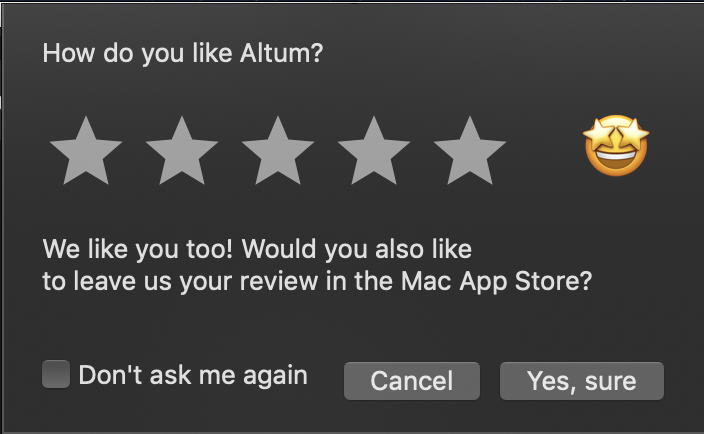 How do you like Altum?
We like you too! Would you also like
to leave us your review in the Mac App Store?
Don't ask me again
Cancel
Yes, sure